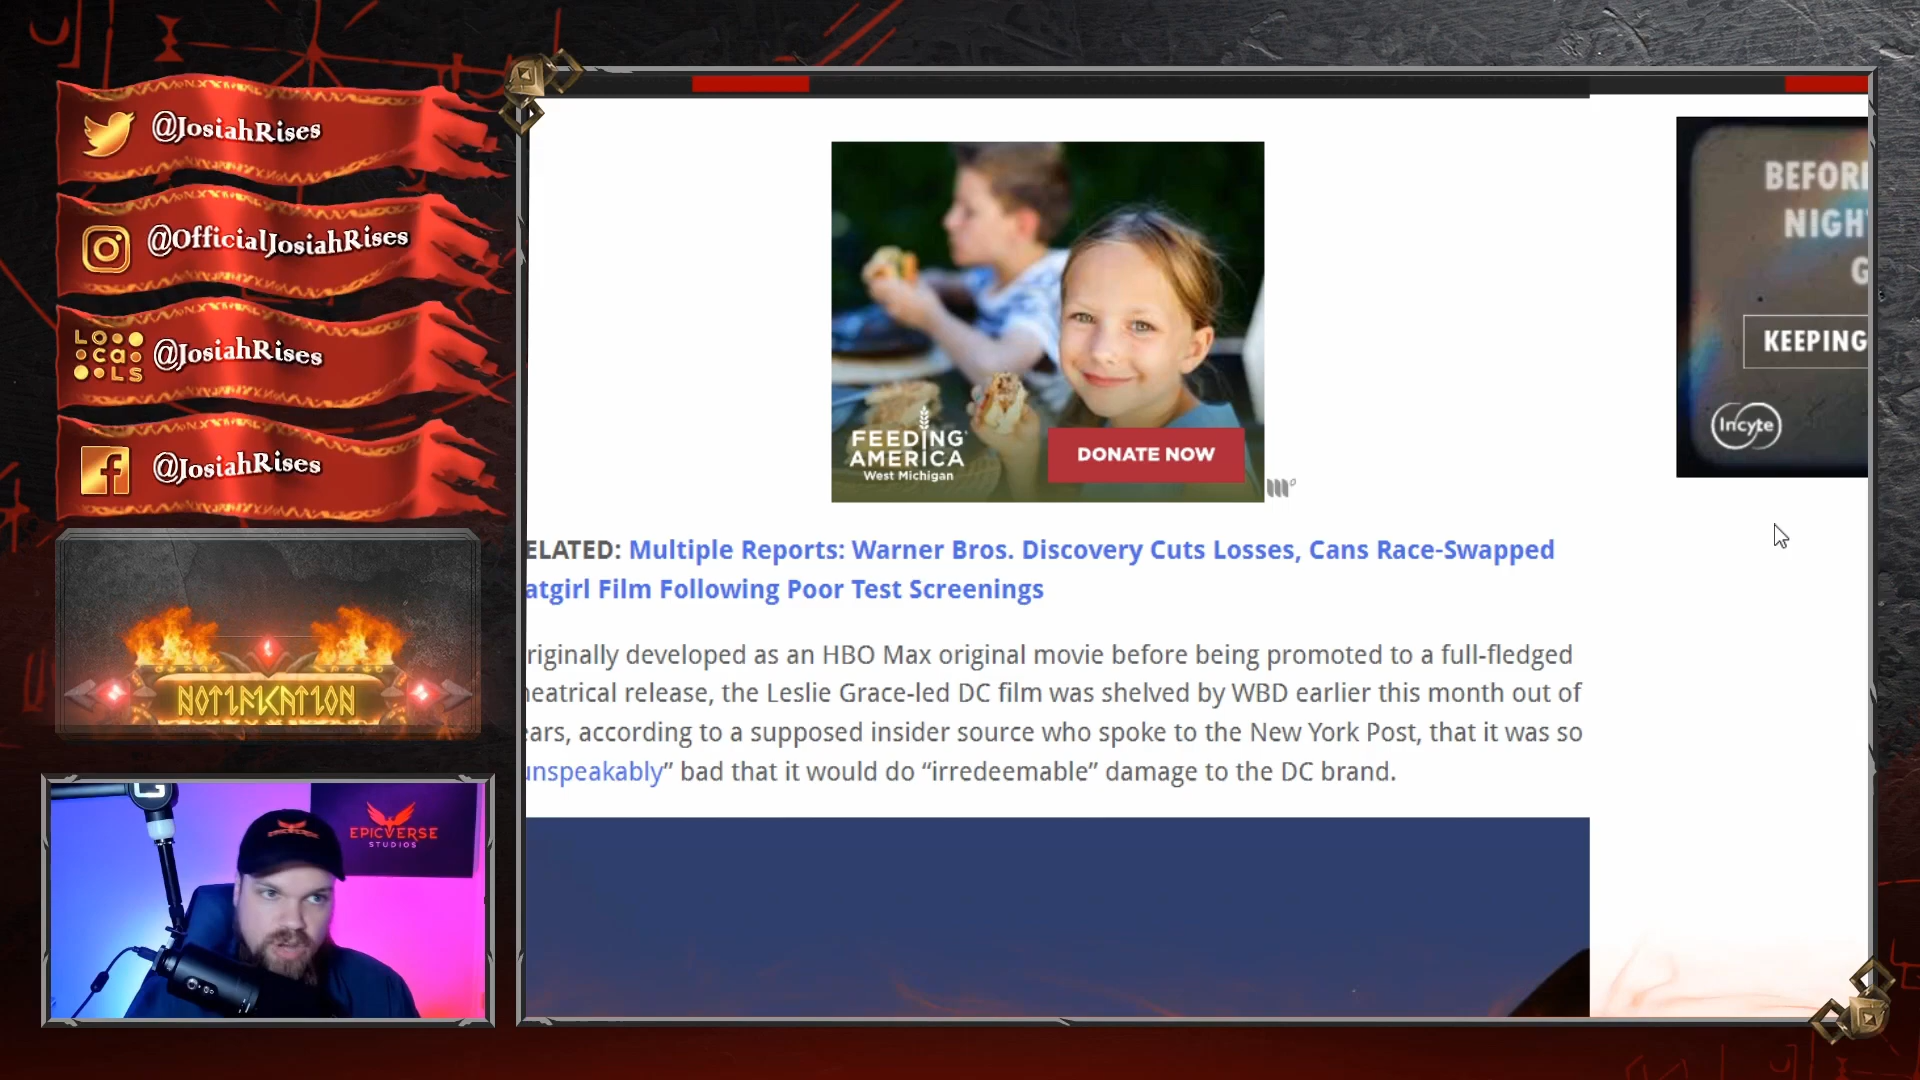 @JosiahRises
@OfficialJosiahRises
LOCALS
@JosiahRises
@JosiahRises
NOTIFICATION
EPICVERSE
STUDIOS
FEEDING
AMERICA
West Michigan
DONATE NOW
BEFOR
NIGH
G
KEEPING
Incyte
ELATED: Multiple Reports: Warner Bros. Discovery Cuts Losses, Cans Race-Swapped
atgirl Film Following Poor Test Screenings
riginally developed as an HBO Max original movie before being promoted to a full-fledged
heatrical release, the Leslie Grace-led DC film was shelved by WBD earlier this month out of
ears, according to a supposed insider source who spoke to the New York Post, that it was so
unspeakably” bad that it would do “irredeemable” damage to the DC brand.